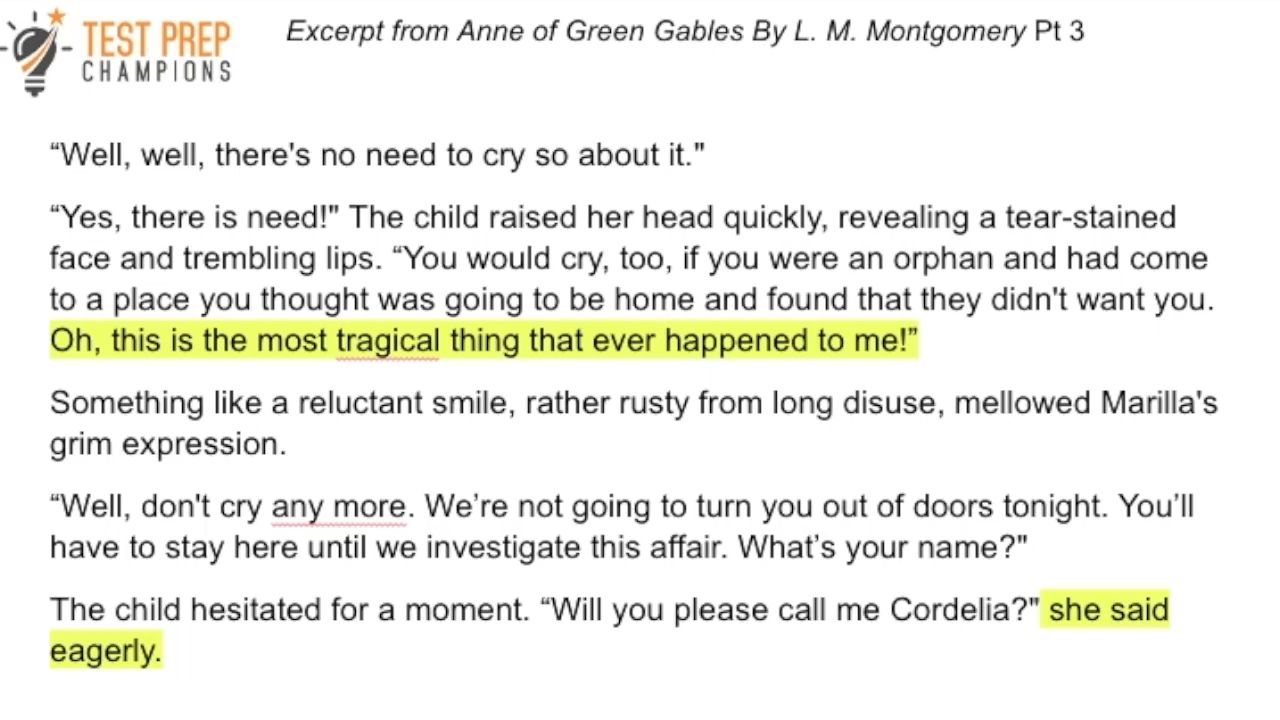 TEST PREP
CHAMPIONS
Excerpt from Anne of Green Gables By L. M. Montgomery Pt 3
“Well, well, there's no need to cry so about it."
“Yes, there is need!" The child raised her head quickly, revealing a tear-stained
face and trembling lips. “You would cry, too, if you were an orphan and had come
to a place you thought was going to be home and found that they didn't want you.
Oh, this is the most tragical thing that ever happened to me!”
Something like a reluctant smile, rather rusty from long disuse, mellowed Marilla's
grim expression.
“Well, don't cry any more. We’re not going to turn you out of doors tonight. You’ll
have to stay here until we investigate this affair. What’s your name?"
The child hesitated for a moment. “Will you please call me Cordelia?" she said
eagerly.